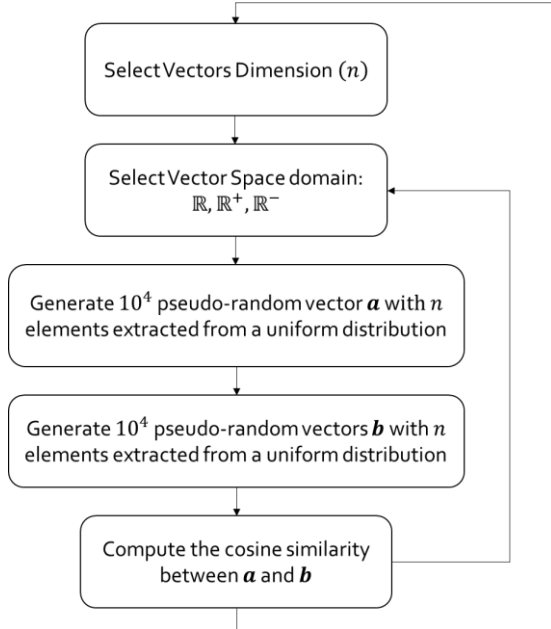 Select Vectors Dimension (𝑛)
Select Vector Space domain:
ℝ, ℝ⁺, ℝ⁻
Generate 10⁴ pseudo-random vector 𝒂 with 𝑛
elements extracted from a uniform distribution
Generate 10⁴ pseudo-random vectors 𝒃 with 𝑛
elements extracted from a uniform distribution
Compute the cosine similarity
between 𝒂 and 𝒃